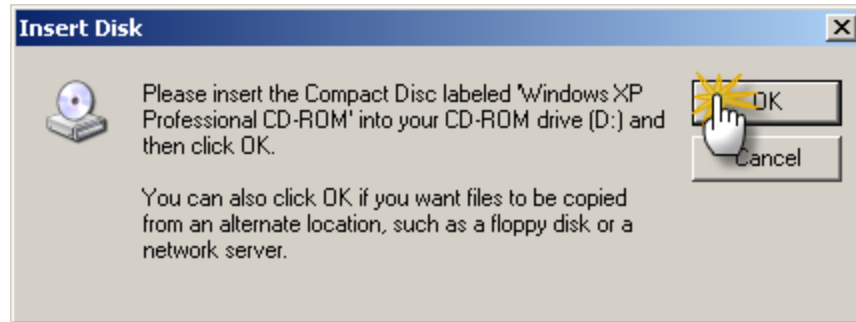 Insert Disk
Please insert the Compact Disc labeled 'Windows XP
Professional CD-ROM' into your CD-ROM drive (D:) and
then click OK.
You can also click OK if you want files to be copied
from an alternate location, such as a floppy disk or a
network server.
OK
Cancel